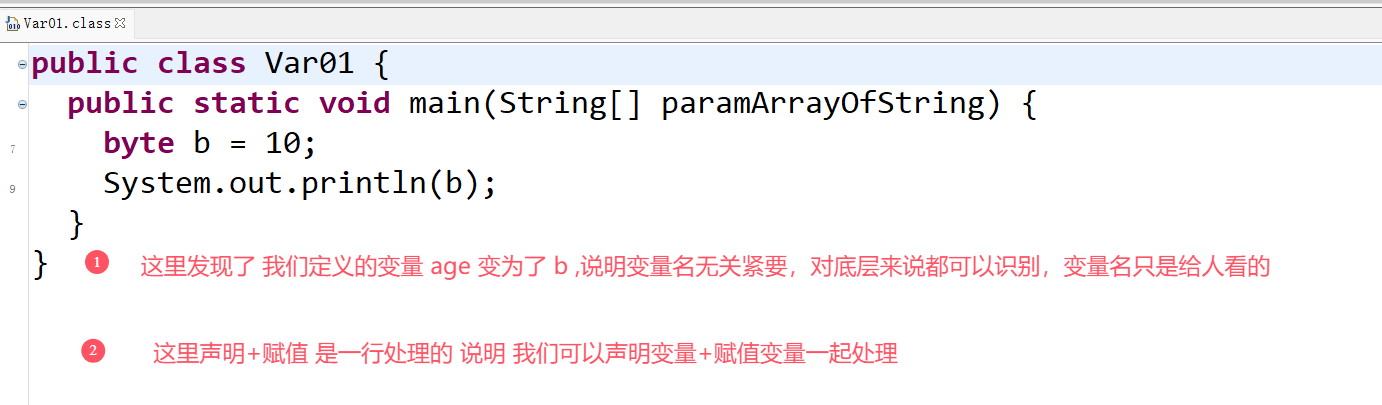 Var01.class
public class Var01 {
public static void main(String[] paramArrayOfString) {
7 byte b = 10;
9 System.out.println(b);
}
}
1 这里发现了 我们定义的变量 age 变为了 b ,说明变量名无关紧要，对底层来说都可以识别，变量名只是给人看的
2 这里声明+赋值 是一行处理的 说明 我们可以声明变量+赋值变量一起处理